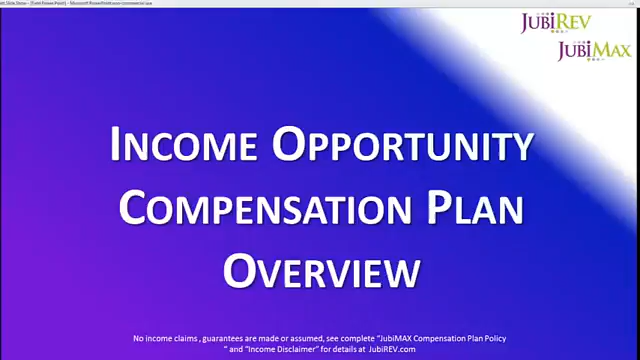 JUBIREV
JUBIMAX
INCOME OPPORTUNITY
COMPENSATION PLAN
OVERVIEW
No income claims , guarantees are made or assumed, see complete "JubiMAX Compensation Plan Policy
" and "Income Disclaimer" for details at JubiREV.com